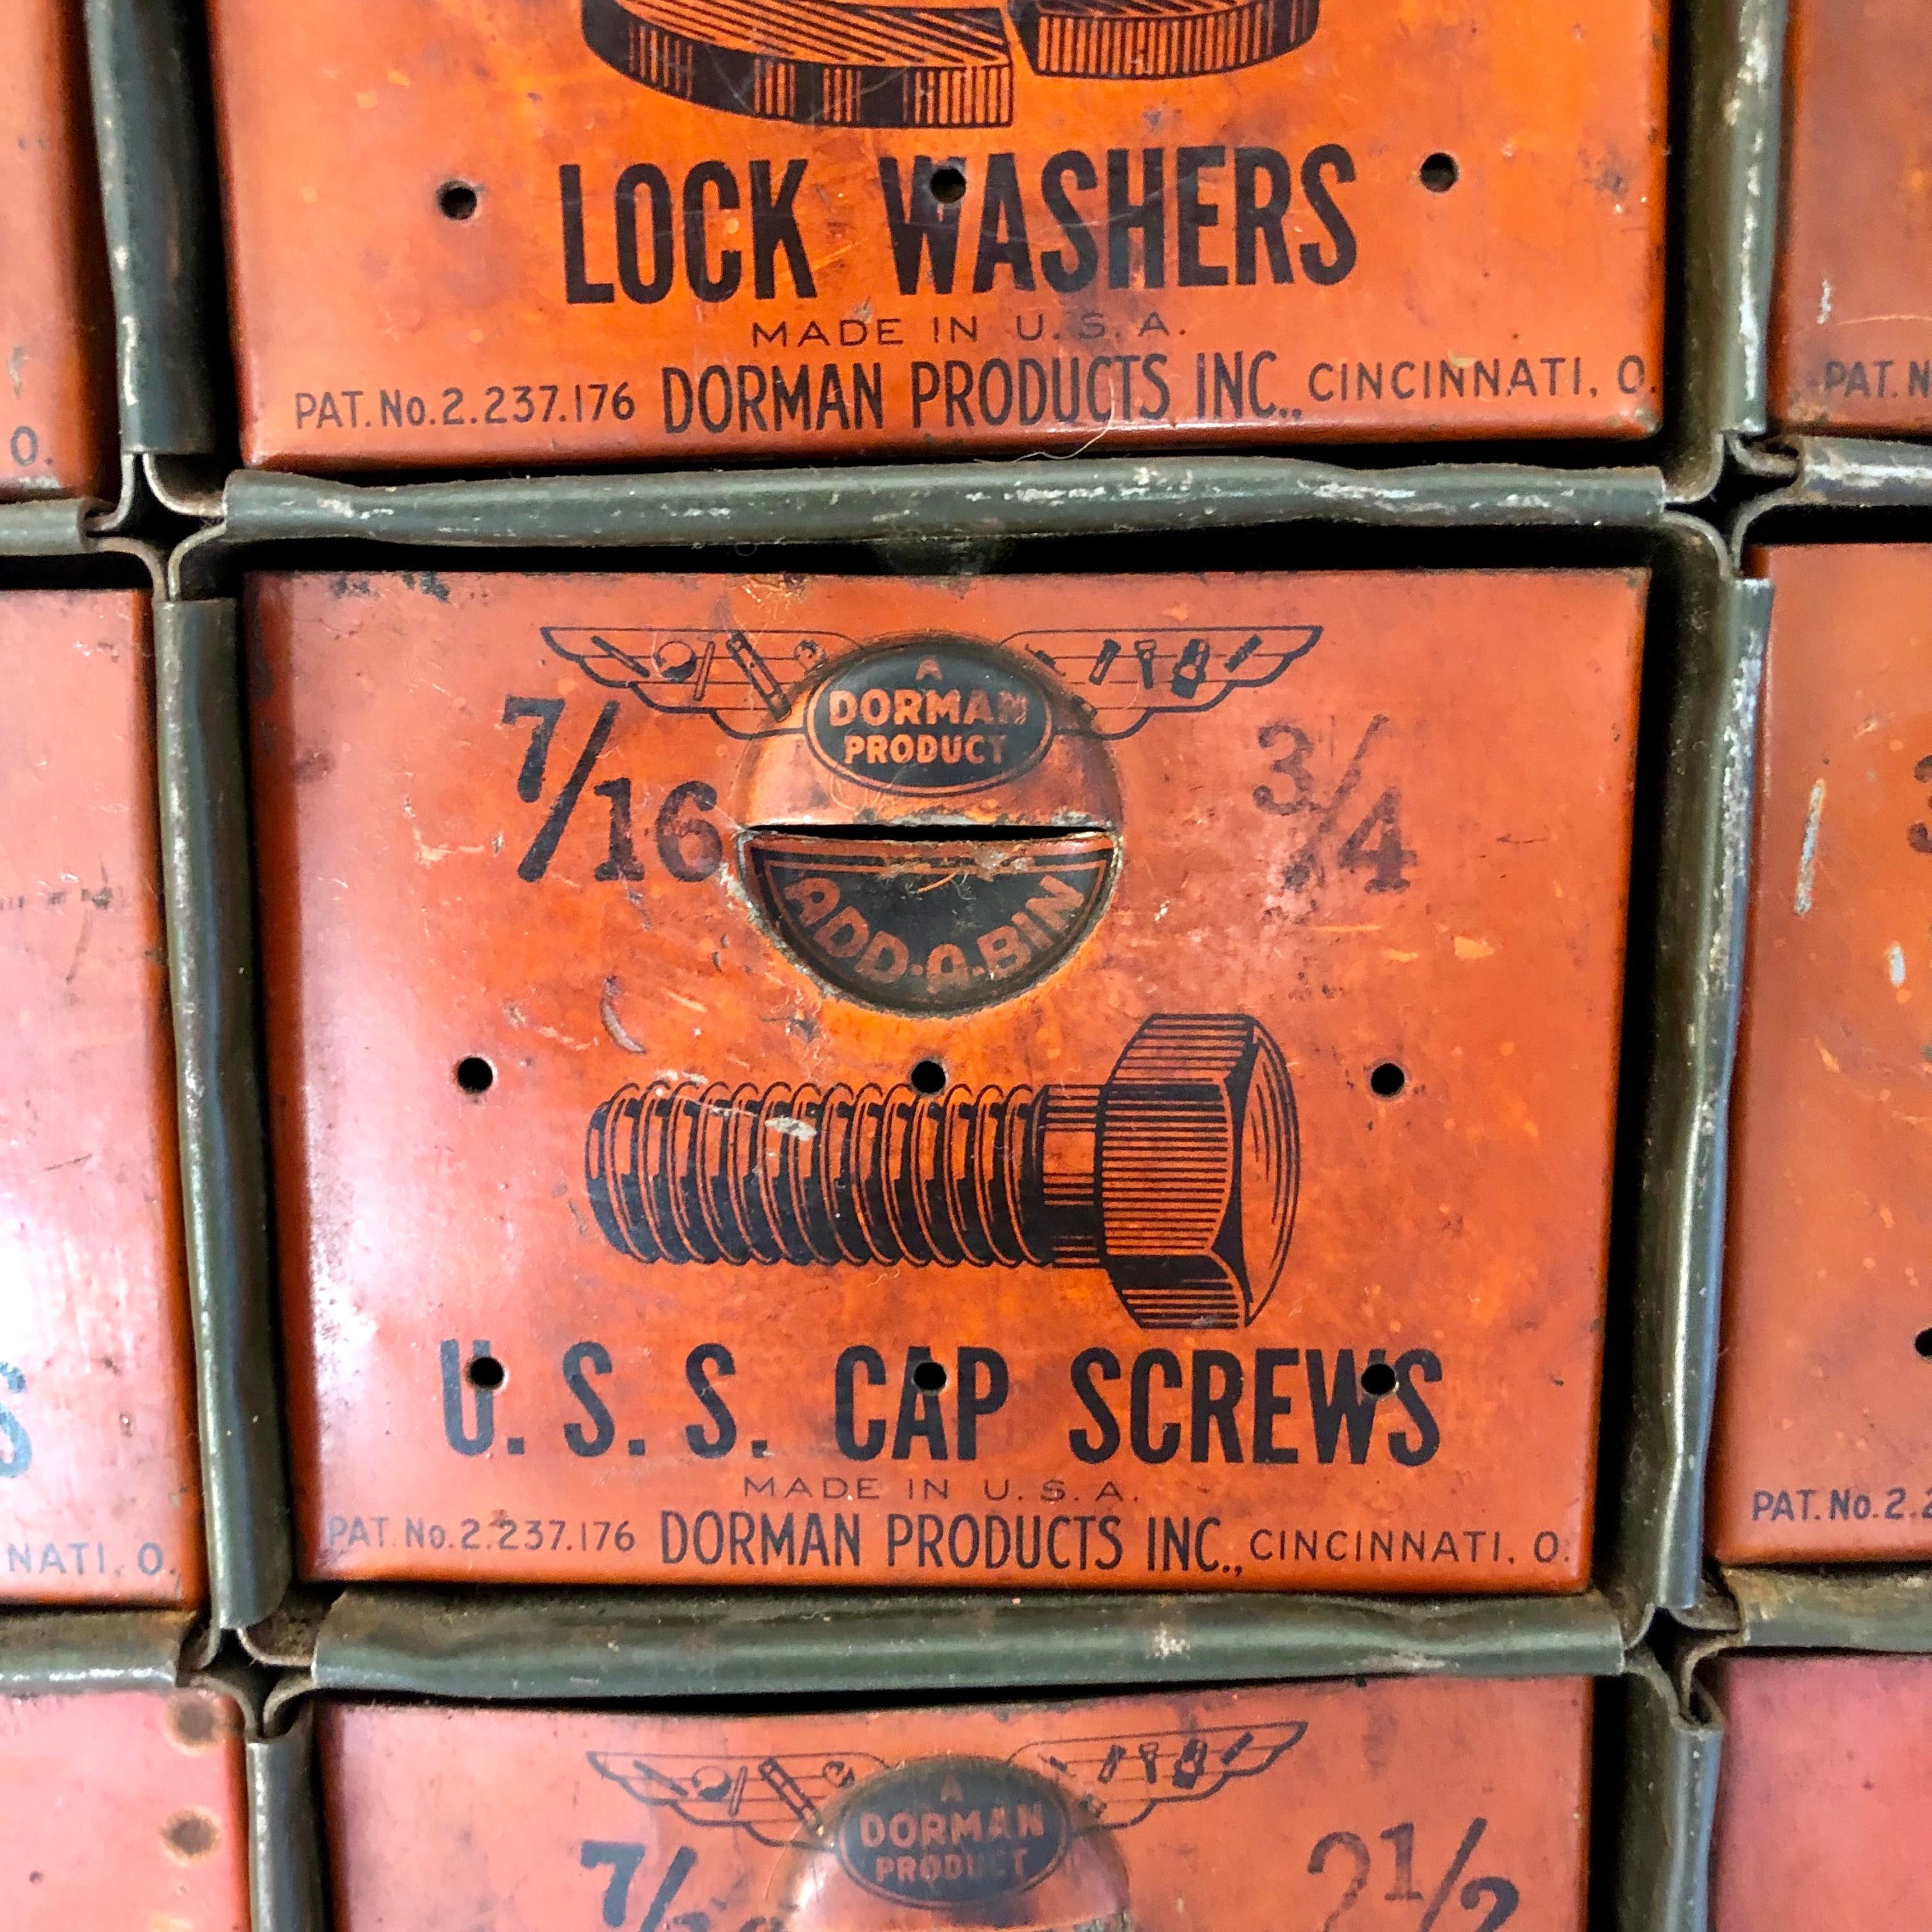 LOCK WASHERS
MADE IN U.S.A.
PAT. No. 2.237.176 DORMAN PRODUCTS INC., CINCINNATI, O.
O.
PAT. N
A
DORMAN
PRODUCT
7/16
3/4
ADD-A-BIN
3
U. S. S. CAP SCREWS
MADE IN U. S. A.
PAT. No. 2.237.176 DORMAN PRODUCTS INC., CINCINNATI, O.
S
NATI, O.
PAT. No. 2.2
A
DORMAN
PRODUCT
7/
2 1/2